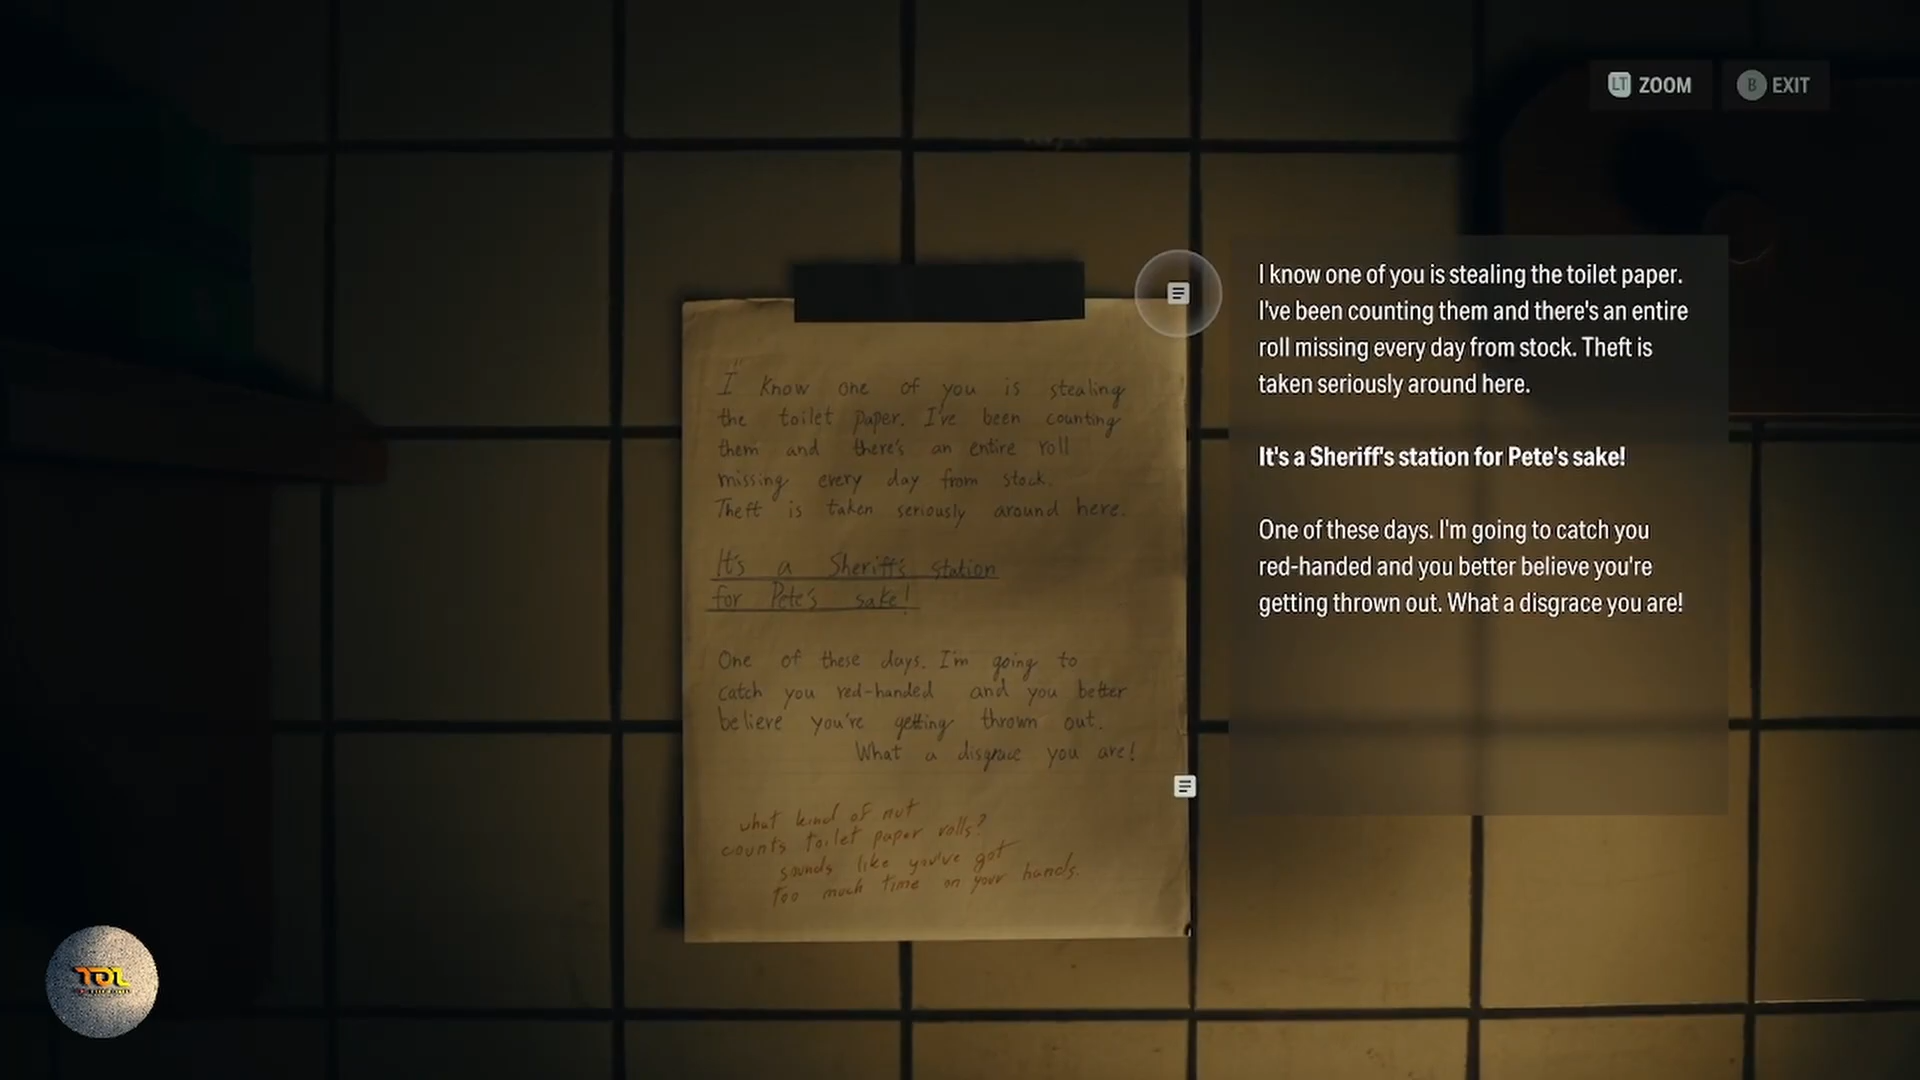 LT ZOOM
B EXIT
I know one of you is stealing
the toilet paper. I've been counting
them and there's an entire roll
missing every day from stock.
Theft is taken seriously around here.
It's a Sheriff's station
for Pete's sake!
One of these days. I'm going to
catch you red-handed and you better
believe you're getting thrown out.
What a disgrace you are!
what kind of nut
counts toilet paper rolls?
sounds like you've got
too much time on your hands.
I know one of you is stealing the toilet paper.
I've been counting them and there's an entire
roll missing every day from stock. Theft is
taken seriously around here.
It's a Sheriff's station for Pete's sake!
One of these days. I'm going to catch you
red-handed and you better believe you're
getting thrown out. What a disgrace you are!